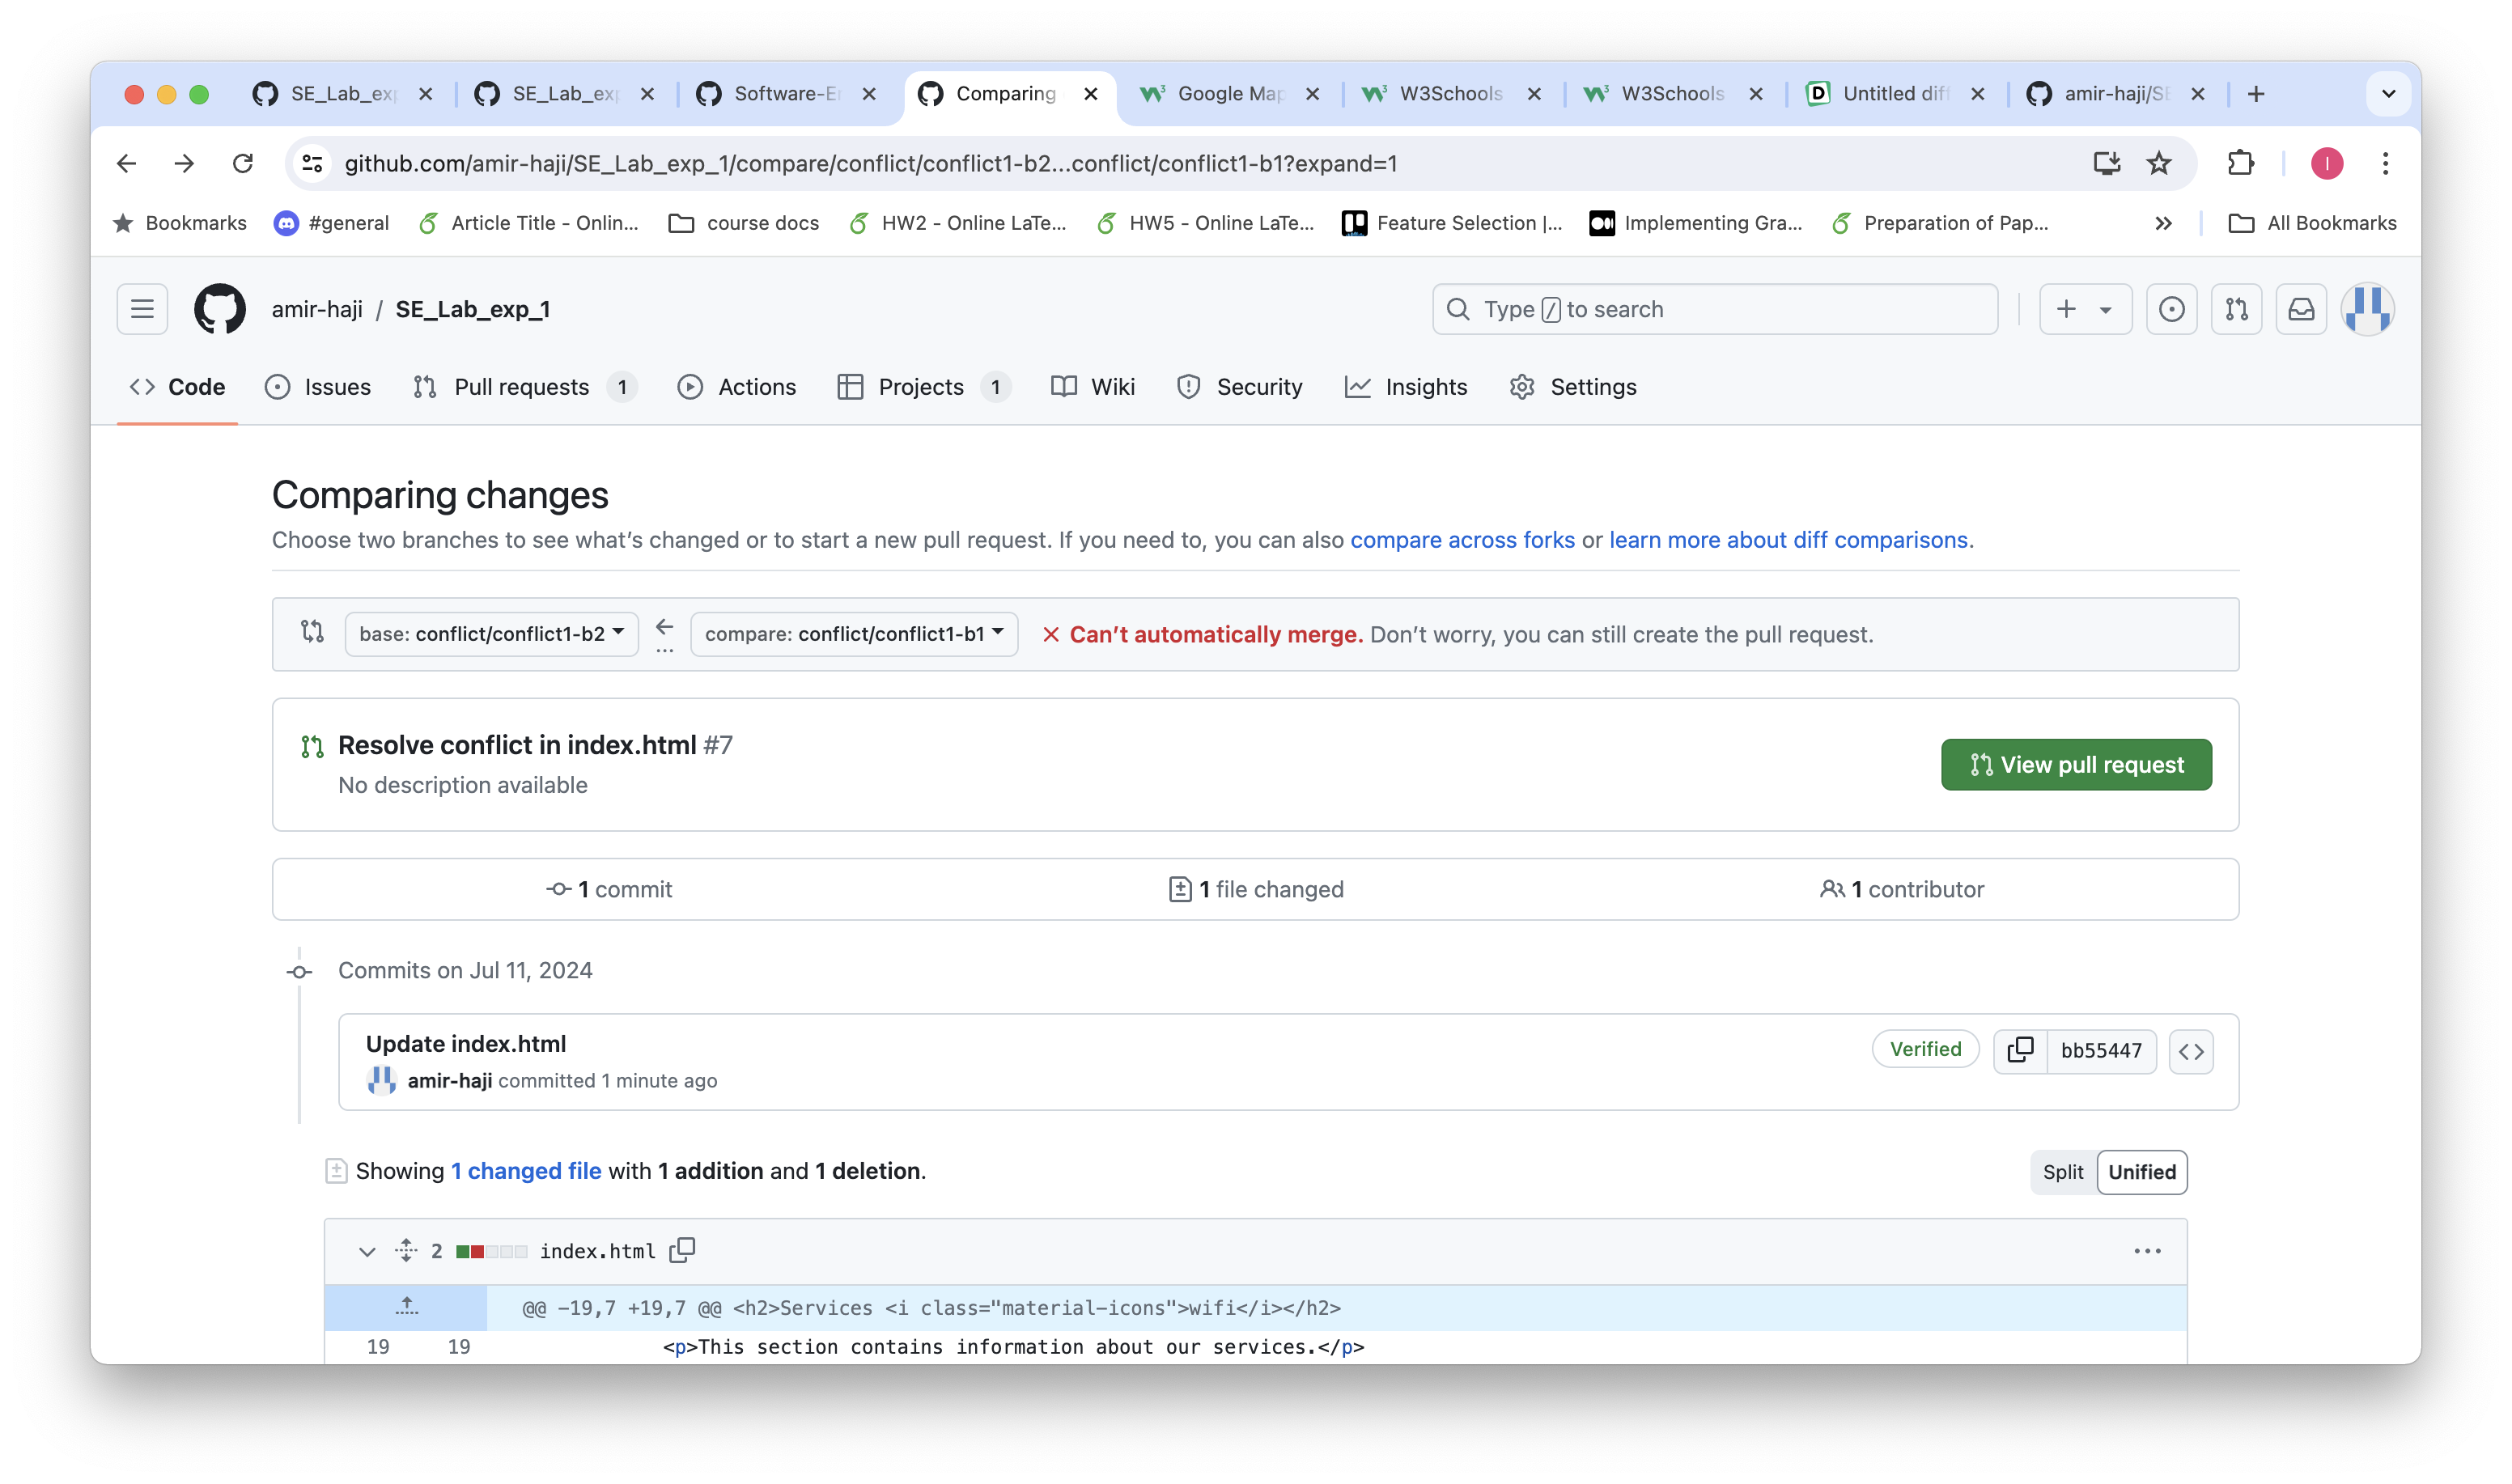 SE_Lab_exp
SE_Lab_exp
Software-E
Comparing
Google Map
W3Schools
W3Schools
Untitled diff
amir-haji/SE
github.com/amir-haji/SE_Lab_exp_1/compare/conflict/conflict1-b2...conflict/conflict1-b1?expand=1
I
Bookmarks
#general
Article Title - Onlin...
course docs
HW2 - Online LaTe...
HW5 - Online LaTe...
Feature Selection |...
Implementing Gra...
Preparation of Pap...
All Bookmarks
amir-haji / SE_Lab_exp_1
Type / to search
Code
Issues
Pull requests 1
Actions
Projects 1
Wiki
Security
Insights
Settings
Comparing changes
Choose two branches to see what's changed or to start a new pull request. If you need to, you can also compare across forks or learn more about diff comparisons.
base: conflict/conflict1-b2
...
compare: conflict/conflict1-b1
Can't automatically merge. Don't worry, you can still create the pull request.
Resolve conflict in index.html #7
No description available
View pull request
1 commit
1 file changed
1 contributor
Commits on Jul 11, 2024
Update index.html
amir-haji committed 1 minute ago
Verified
bb55447
Showing 1 changed file with 1 addition and 1 deletion.
Split
Unified
2 index.html
@@ -19,7 +19,7 @@ <h2>Services <i class="material-icons">wifi</i></h2>
19 19 <p>This section contains information about our services.</p>